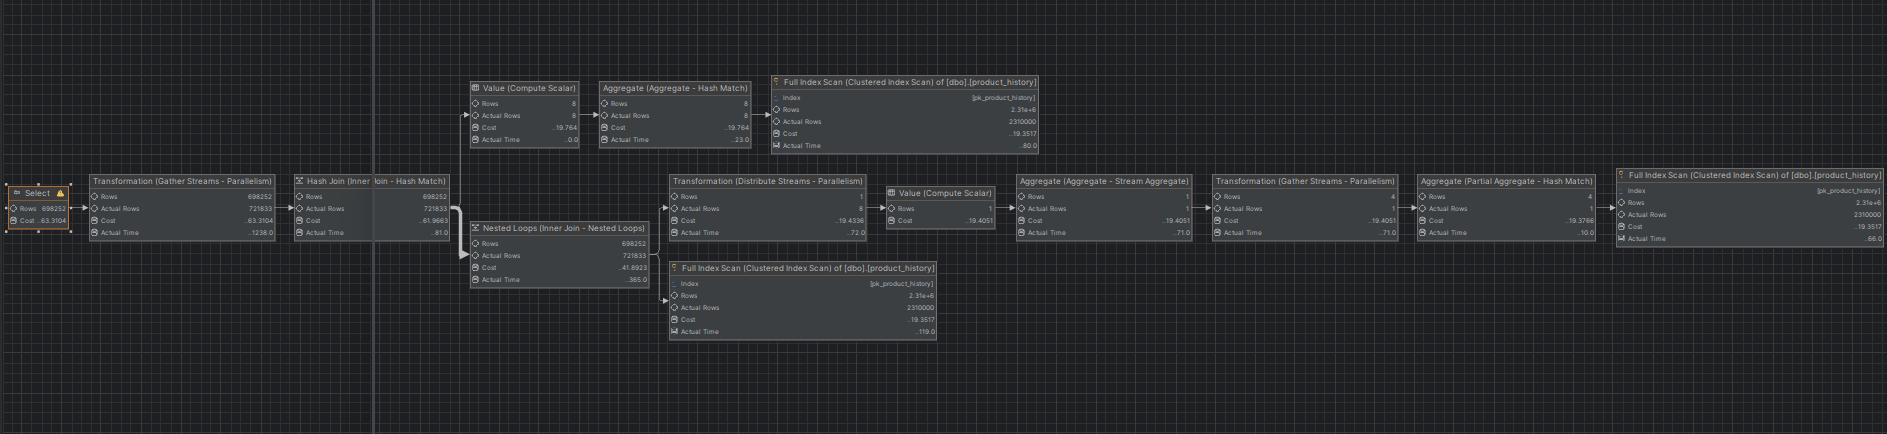 Value (Compute Scalar)
Rows 8
Actual Rows 8
Cost ..19.764
Actual Time ..0.0
Aggregate (Aggregate - Hash Match)
Rows 8
Actual Rows 8
Cost ..19.764
Actual Time ..23.0
Full Index Scan (Clustered Index Scan) of [dbo].[product_history]
Index [pk_product_history]
Rows 2.31e+6
Actual Rows 2310000
Cost ..19.3517
Actual Time ..80.0
Select
Rows 698252
Cost ..63.3104
Transformation (Gather Streams - Parallelism)
Rows 698252
Actual Rows 721833
Cost ..63.3104
Actual Time ..1238.0
Hash Join (Inner Join - Hash Match)
Rows 698252
Actual Rows 721833
Cost ..61.9663
Actual Time ..81.0
Nested Loops (Inner Join - Nested Loops)
Rows 698252
Actual Rows 721833
Cost ..41.8923
Actual Time ..365.0
Transformation (Distribute Streams - Parallelism)
Rows 1
Actual Rows 8
Cost ..19.4336
Actual Time ..72.0
Value (Compute Scalar)
Rows 1
Cost ..19.4051
Aggregate (Aggregate - Stream Aggregate)
Rows 1
Actual Rows 1
Cost ..19.4051
Actual Time ..71.0
Transformation (Gather Streams - Parallelism)
Rows 4
Actual Rows 1
Cost ..19.4051
Actual Time ..71.0
Aggregate (Partial Aggregate - Hash Match)
Rows 4
Actual Rows 1
Cost ..19.3766
Actual Time ..10.0
Full Index Scan (Clustered Index Scan) of [dbo].[product_history]
Index [pk_product_history]
Rows 2.31e+6
Actual Rows 2310000
Cost ..19.3517
Actual Time ..66.0
Full Index Scan (Clustered Index Scan) of [dbo].[product_history]
Index [pk_product_history]
Rows 2.31e+6
Actual Rows 2310000
Cost ..19.3517
Actual Time ..119.0